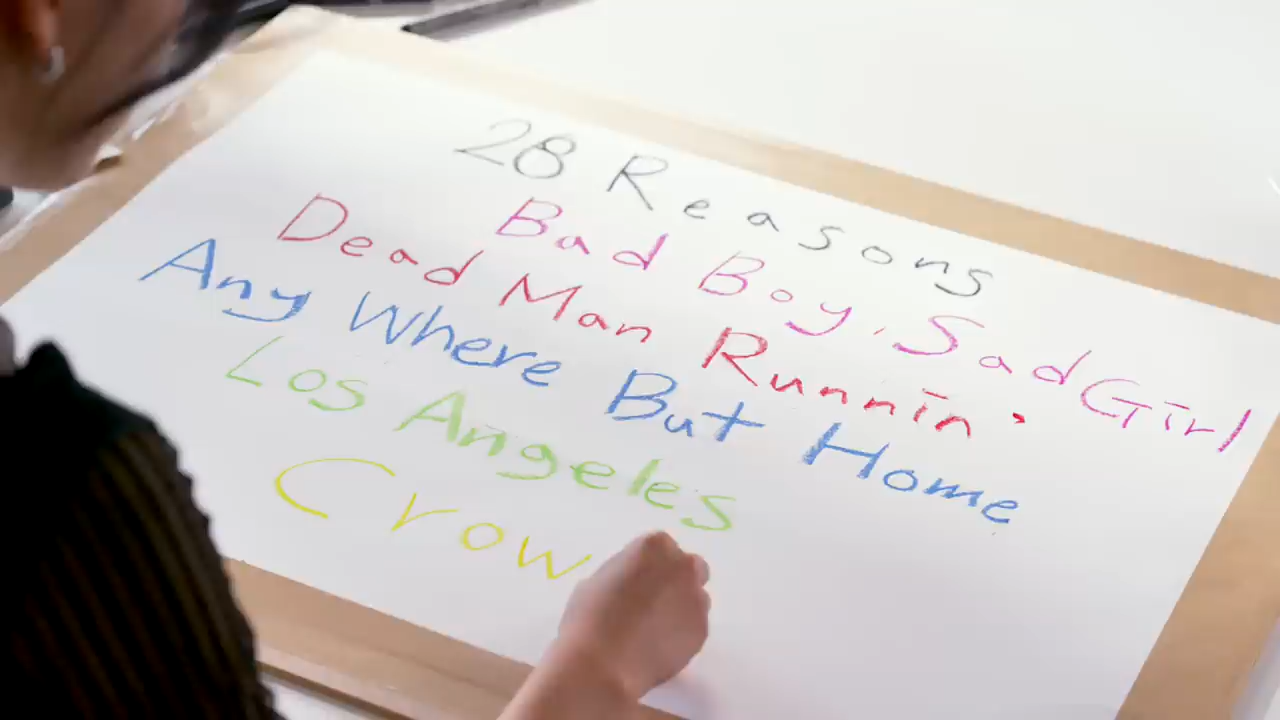 28 Reasons
Bad Boy, Sad Girl
Dead Man Runnin'
Any Where But Home
Los Angeles
Crow